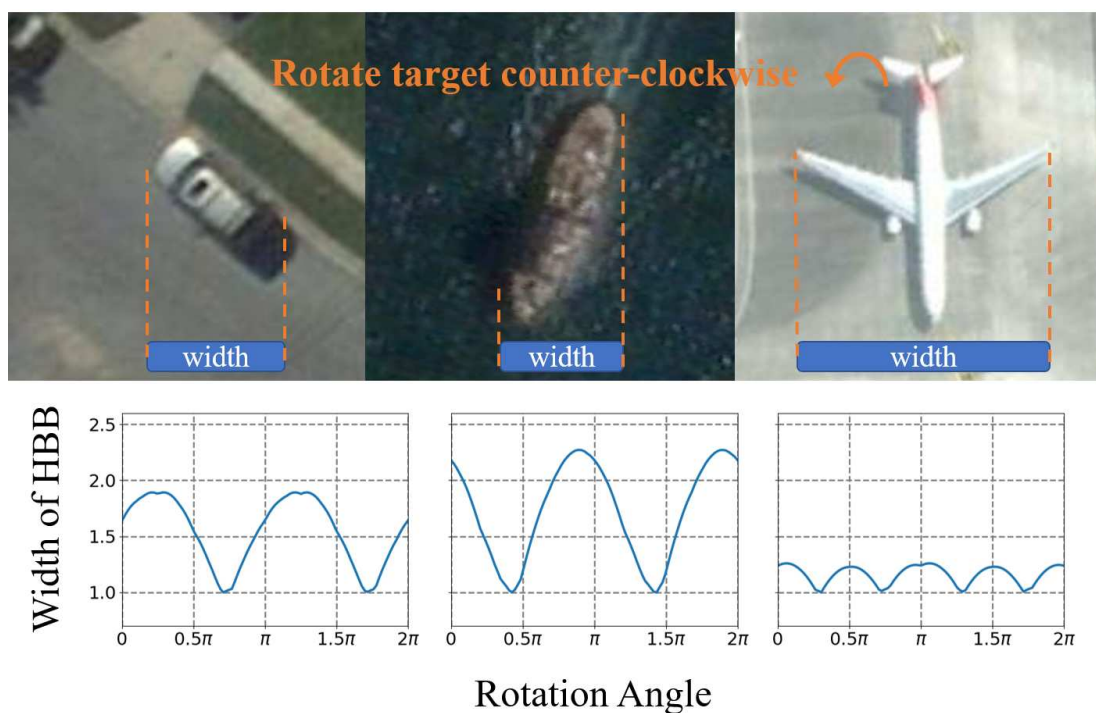 Rotate target counter-clockwise
width width width
Width of HBB
2.5
2.0
1.5
1.0
0 0.5π π 1.5π 2π 0 0.5π π 1.5π 2π 0 0.5π π 1.5π 2π
Rotation Angle